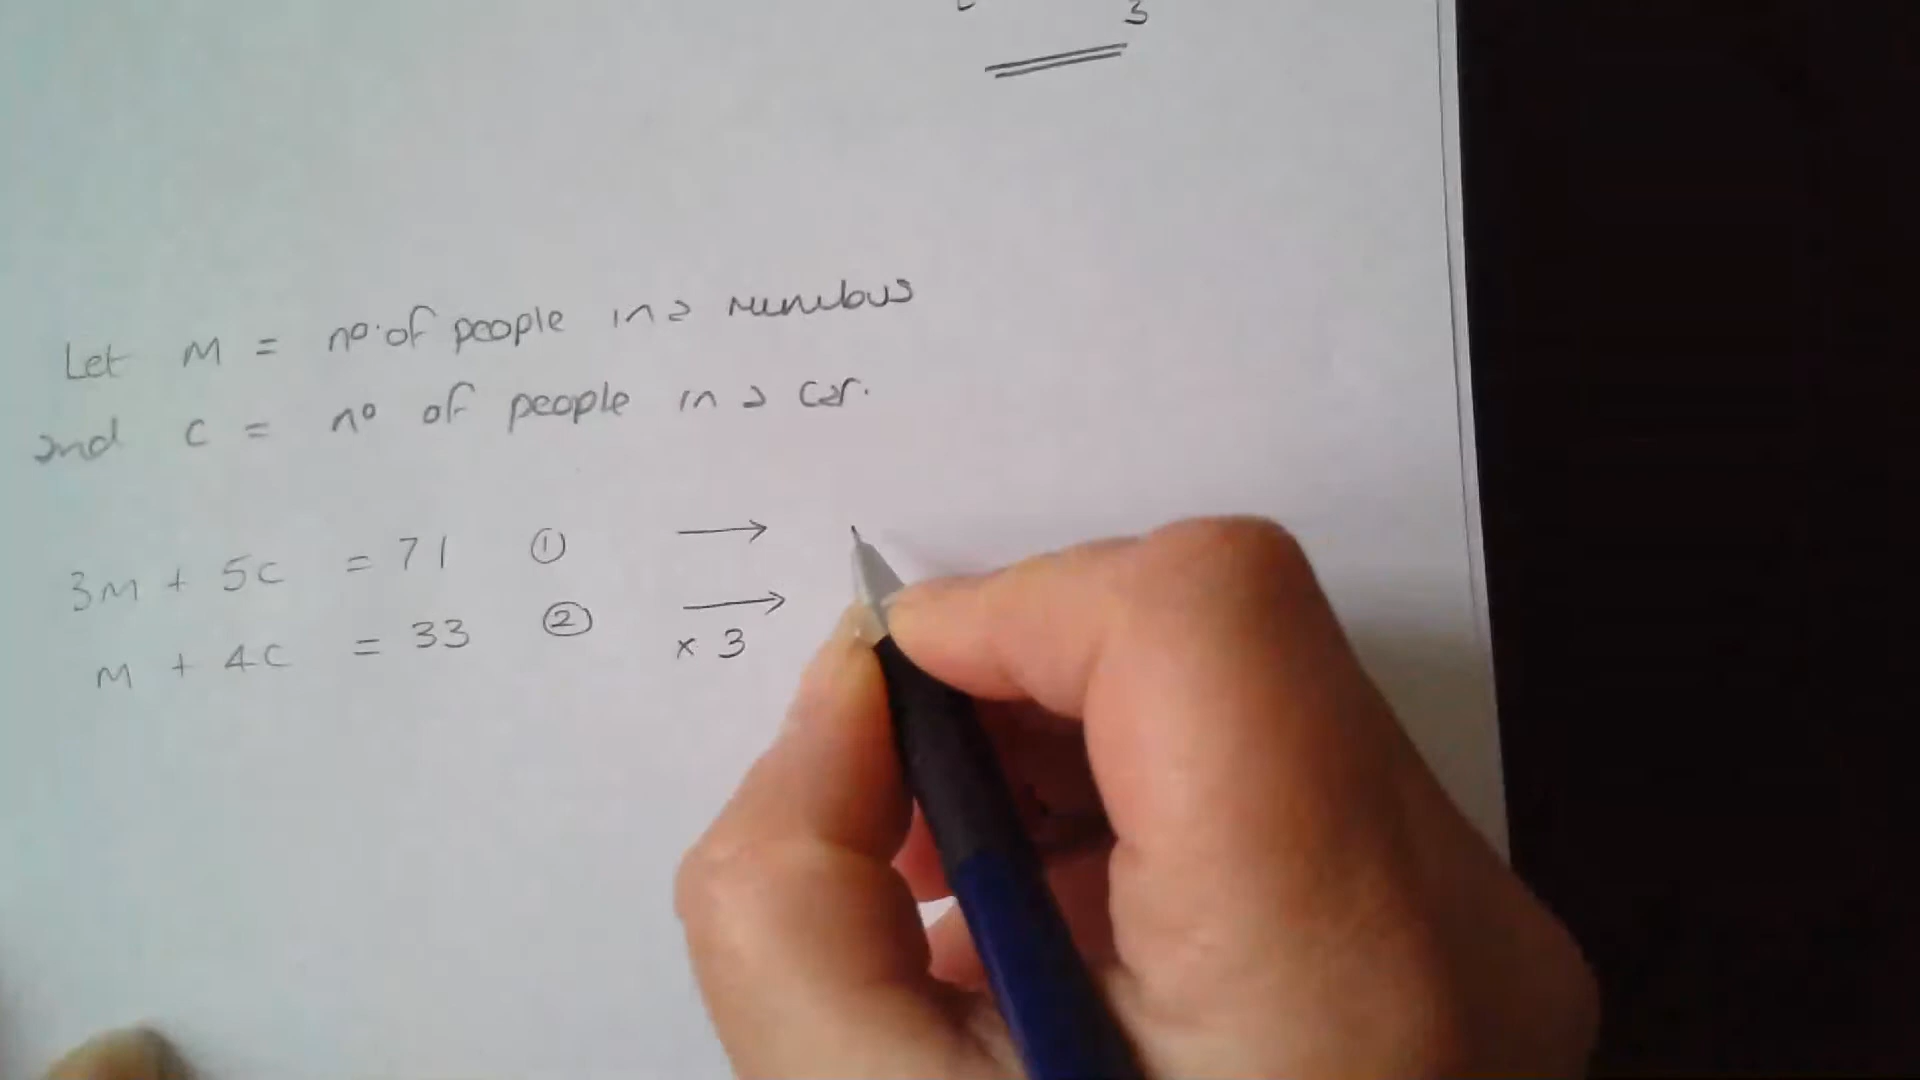 3
Let M = no. of people in a minibus
and C = no of people in a car.
3M + 5C = 71 ① →
M + 4C = 33 ② →
x 3